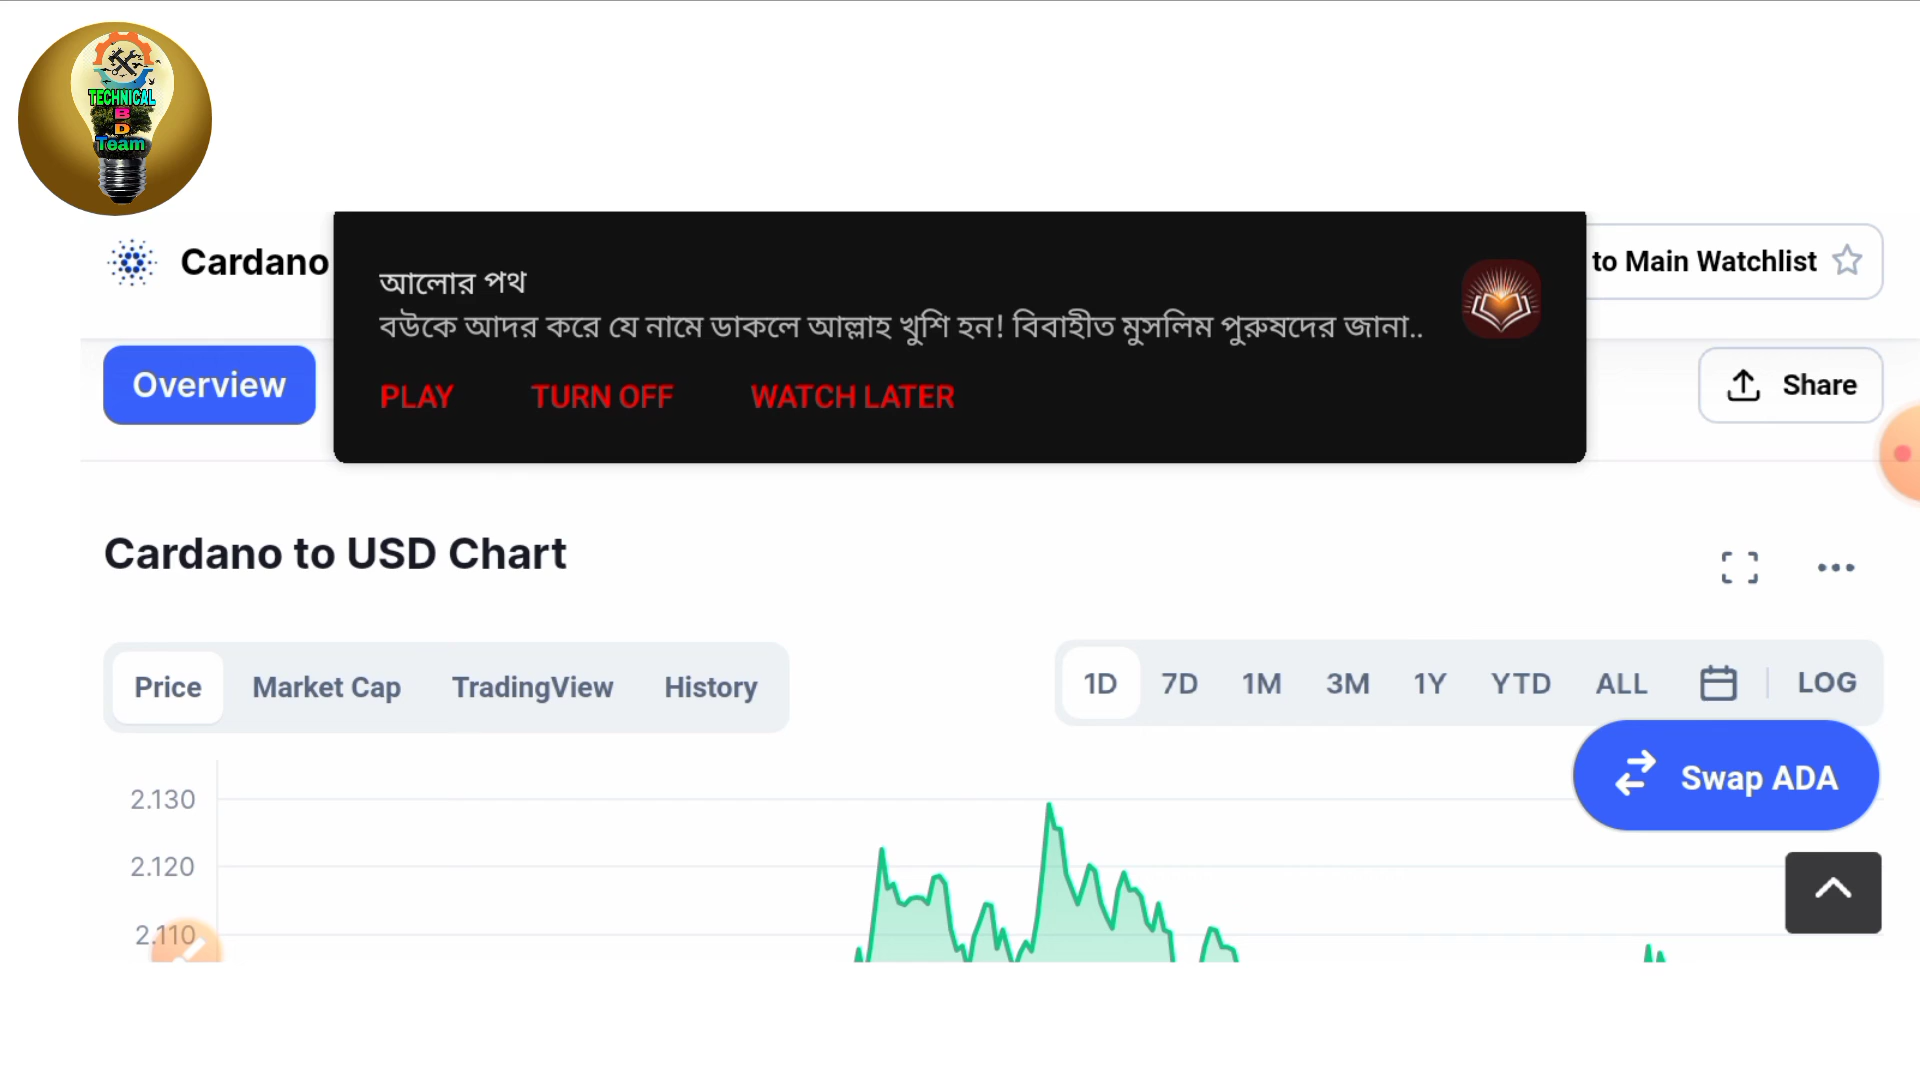 TECHNICAL
B
D
Team
Cardano
to Main Watchlist
আলোর পথ
বউকে আদর করে যে নামে ডাকলে আল্লাহ খুশি হন! বিবাহীত মুসলিম পুরুষদের জানা..
PLAY TURN OFF WATCH LATER
Overview
Share
Cardano to USD Chart
Price Market Cap TradingView History
1D 7D 1M 3M 1Y YTD ALL LOG
Swap ADA
2.130
2.120
2.110